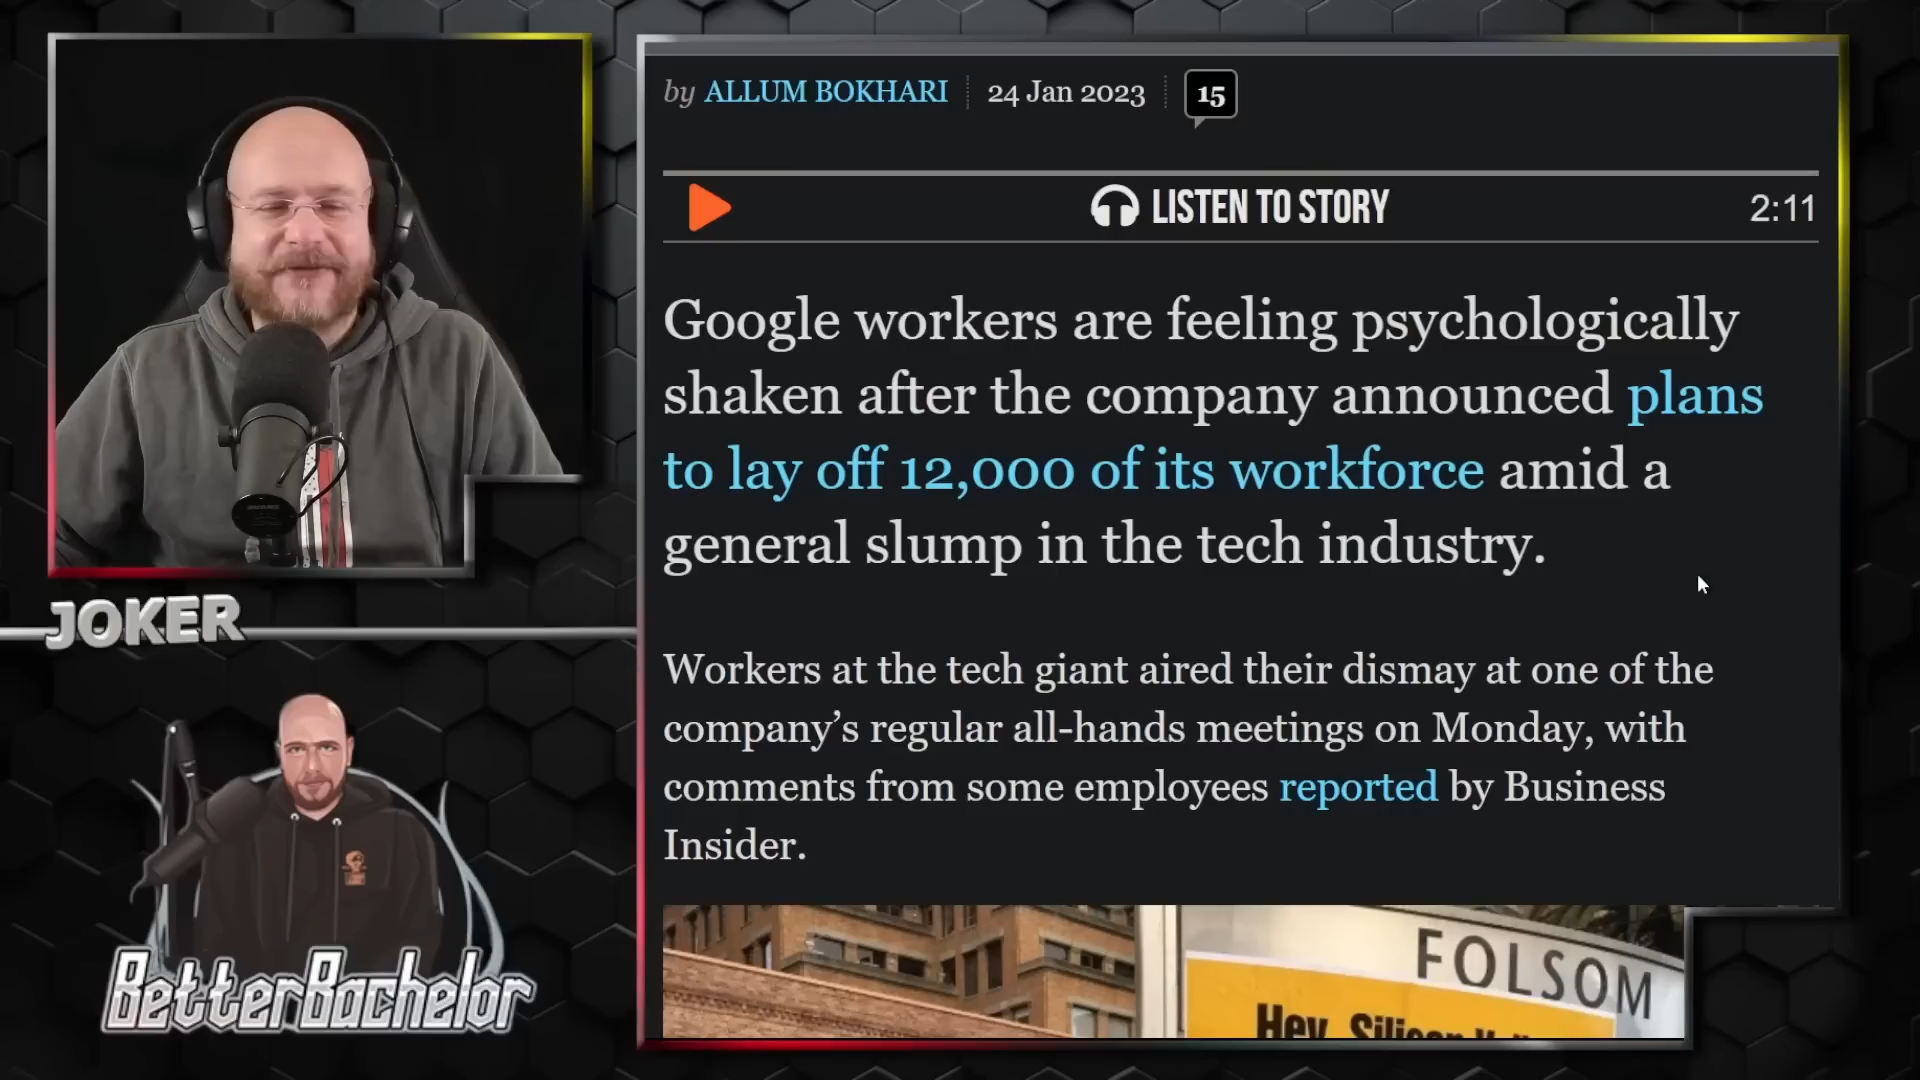 by ALLUM BOKHARI
24 Jan 2023
15
LISTEN TO STORY
2:11
Google workers are feeling psychologically
shaken after the company announced plans
to lay off 12,000 of its workforce amid a
general slump in the tech industry.
Workers at the tech giant aired their dismay at one of the
company’s regular all-hands meetings on Monday, with
comments from some employees reported by Business
Insider.
FOLSOM
Hey,
JOKER
BetterBachelor